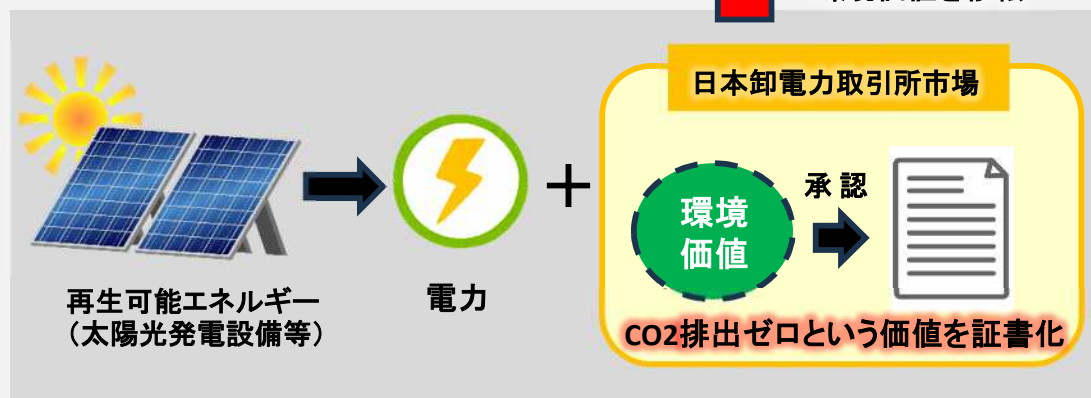 日本卸電力取引所市場
環境
価値
承認
再生可能エネルギー
（太陽光発電設備等）
電力
＋
CO2排出ゼロという価値を証書化